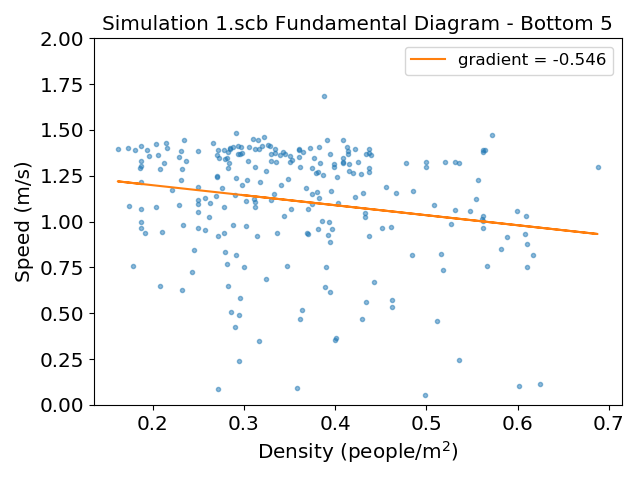 Simulation 1.scb Fundamental Diagram - Bottom 5
gradient = -0.546
Speed (m/s)
2.00
1.75
1.50
1.25
1.00
0.75
0.50
0.25
0.00
0.2 0.3 0.4 0.5 0.6 0.7
Density (people/m²)